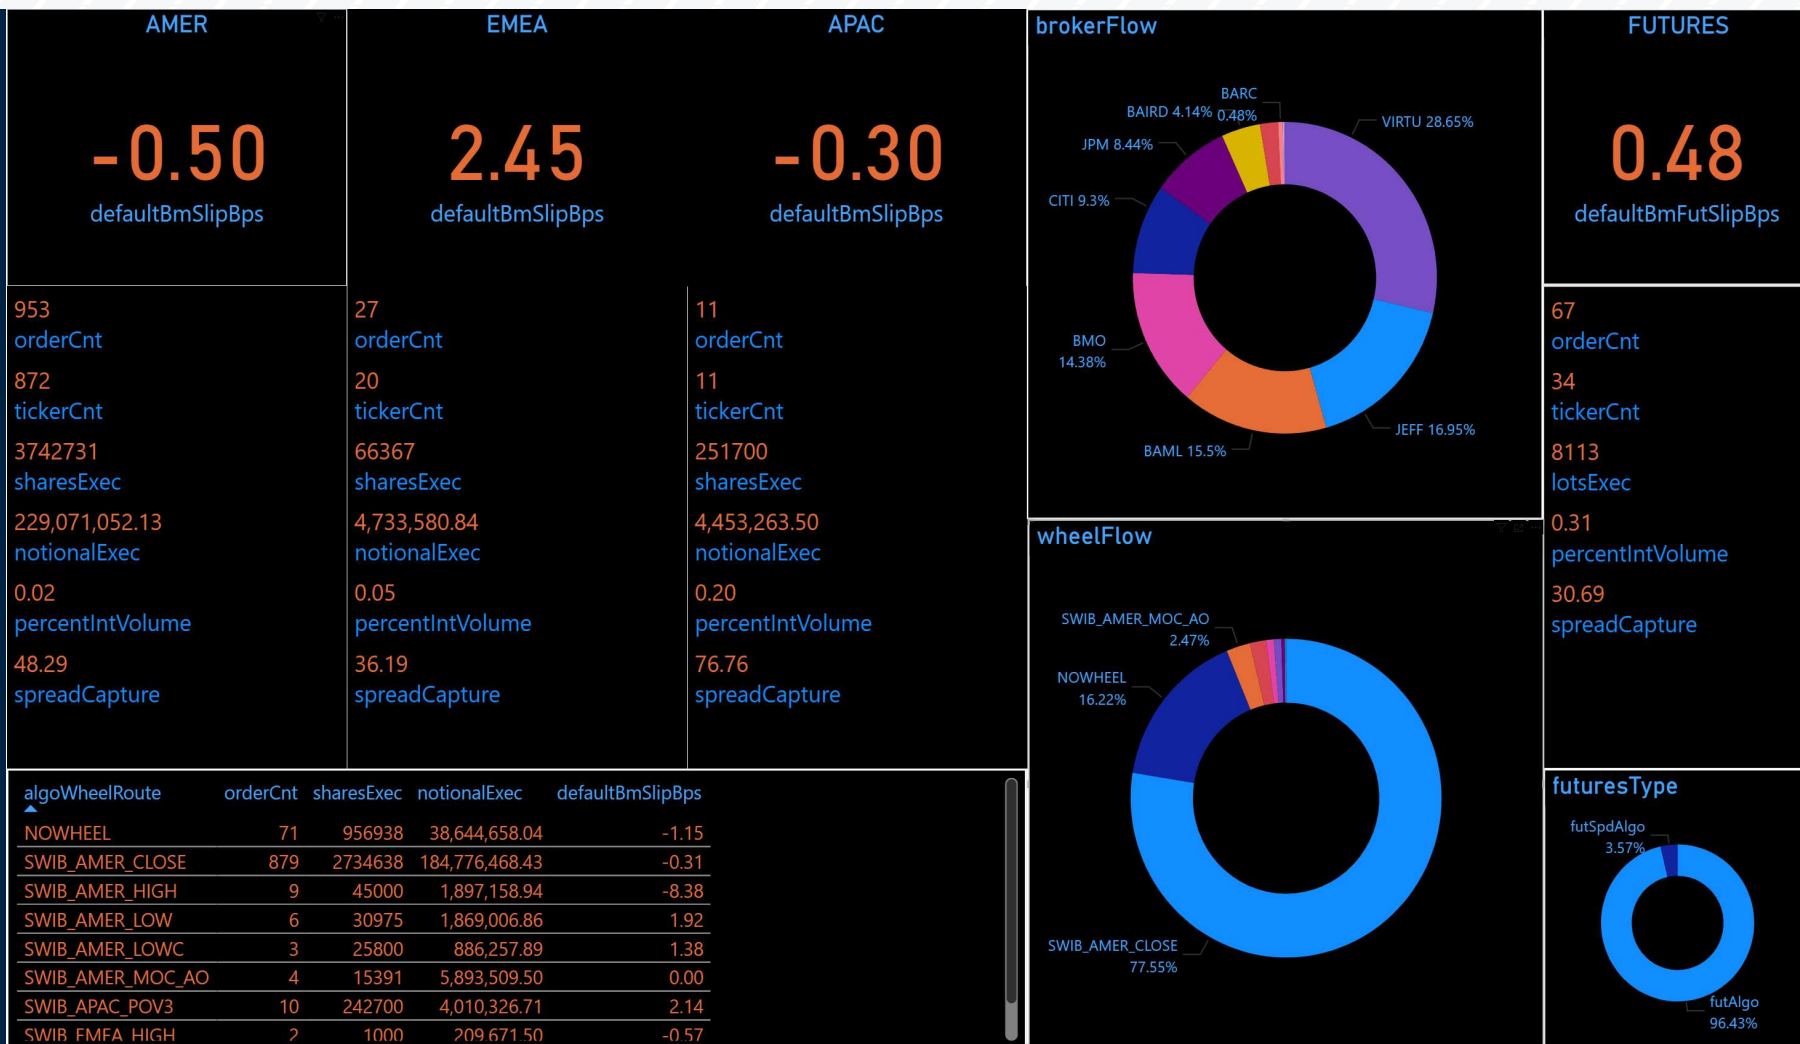 AMER
-0.50
defaultBmSlipBps
953
orderCnt
872
tickerCnt
3742731
sharesExec
229,071,052.13
notionalExec
0.02
percentIntVolume
48.29
spreadCapture
EMEA
2.45
defaultBmSlipBps
27
orderCnt
20
tickerCnt
66367
sharesExec
4,733,580.84
notionalExec
0.05
percentIntVolume
36.19
spreadCapture
APAC
-0.30
defaultBmSlipBps
11
orderCnt
11
tickerCnt
251700
sharesExec
4,453,263.50
notionalExec
0.20
percentIntVolume
76.76
spreadCapture
brokerFlow
BARC
0.48%
BAIRD 4.14%
JPM 8.44%
CITI 9.3%
BMO
14.38%
BAML 15.5%
JEFF 16.95%
VIRTU 28.65%
wheelFlow
SWIB_AMER_MOC_AO
2.47%
NOWHEEL
16.22%
SWIB_AMER_CLOSE
77.55%
FUTURES
0.48
defaultBmFutSlipBps
67
orderCnt
34
tickerCnt
8113
lotsExec
0.31
percentIntVolume
30.69
spreadCapture
futuresType
futSpdAlgo
3.57%
futAlgo
96.43%
algoWheelRoute orderCnt sharesExec notionalExec defaultBmSlipBps
NOWHEEL 71 956938 38,644,658.04 -1.15
SWIB_AMER_CLOSE 879 2734638 184,776,468.43 -0.31
SWIB_AMER_HIGH 9 45000 1,897,158.94 -8.38
SWIB_AMER_LOW 6 30975 1,869,006.86 1.92
SWIB_AMER_LOWC 3 25800 886,257.89 1.38
SWIB_AMER_MOC_AO 4 15391 5,893,509.50 0.00
SWIB_APAC_POV3 10 242700 4,010,326.71 2.14
SWIB_EMEA_HIGH 2 1000 209,671.50 -0.57